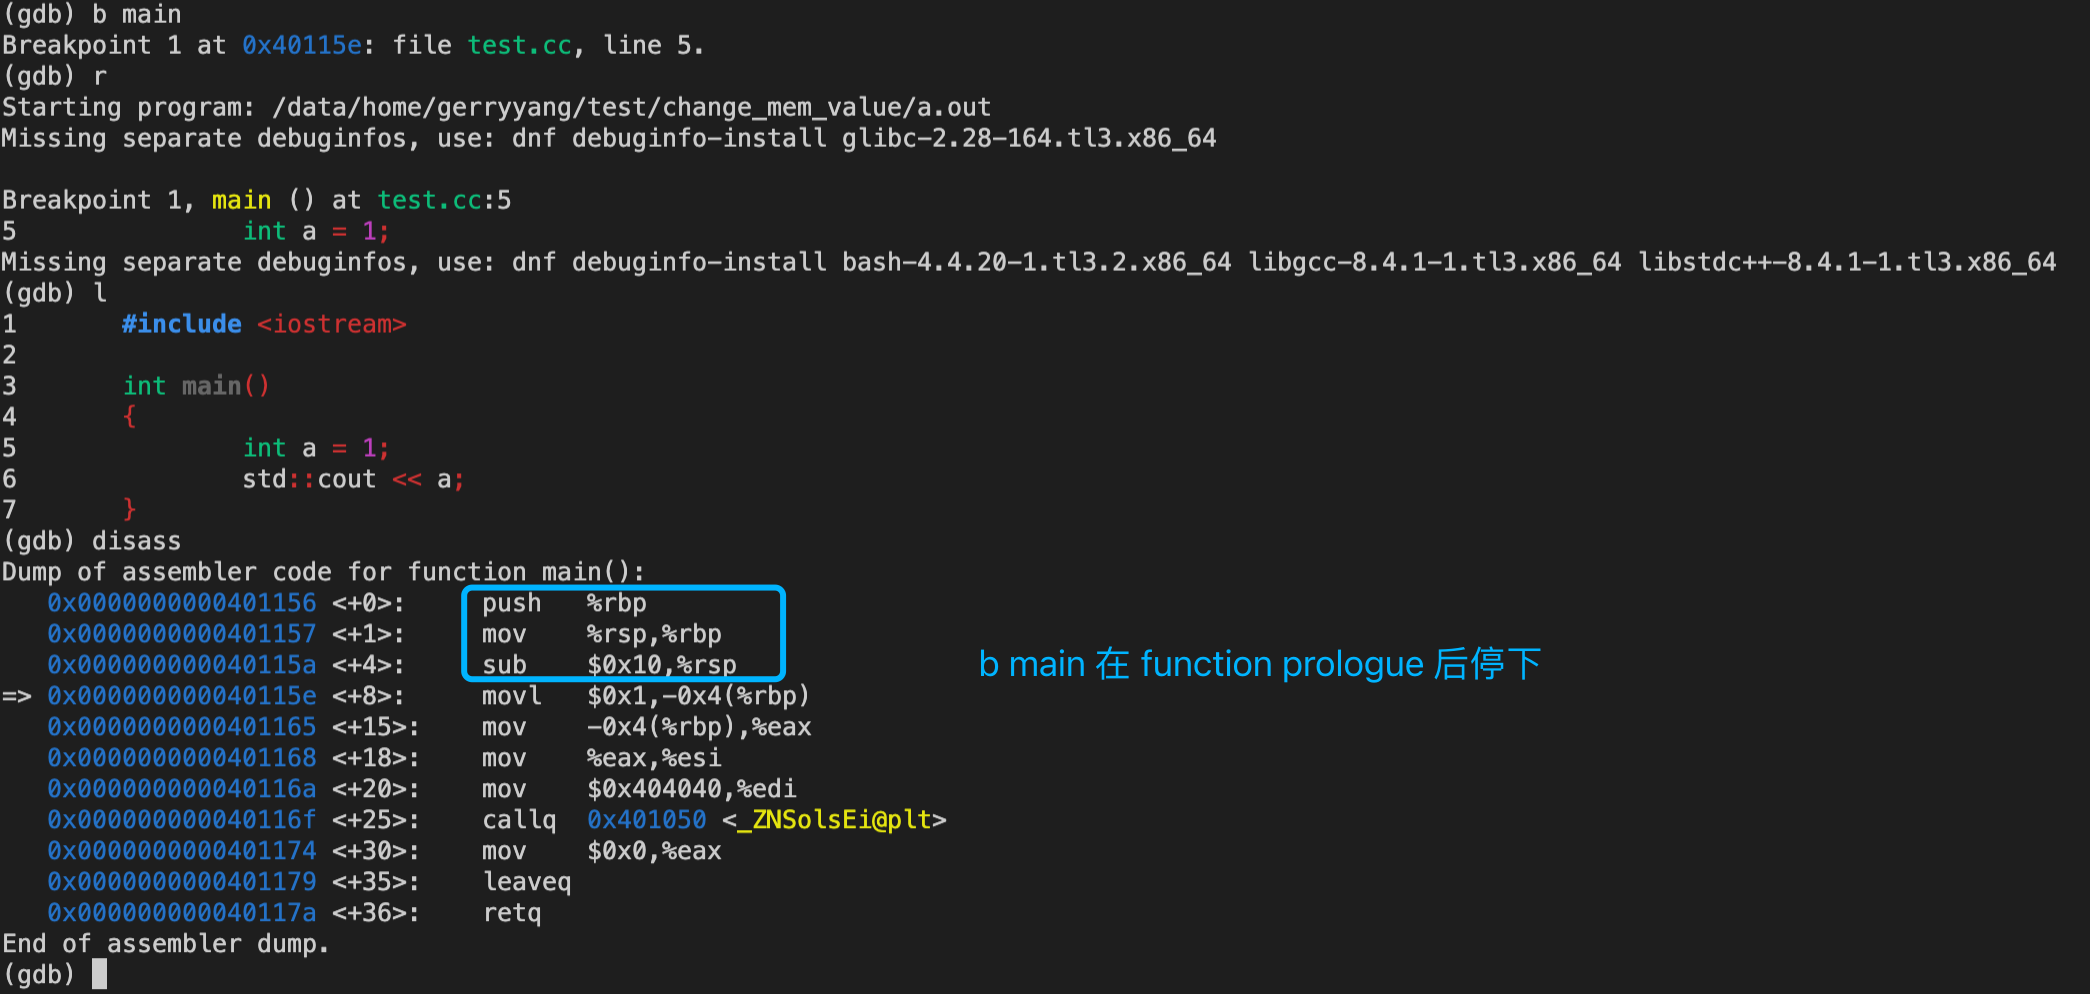 (gdb) b main
Breakpoint 1 at 0x40115e: file test.cc, line 5.
(gdb) r
Starting program: /data/home/gerryyang/test/change_mem_value/a.out
Missing separate debuginfos, use: dnf debuginfo-install glibc-2.28-164.tl3.x86_64

Breakpoint 1, main () at test.cc:5
5               int a = 1;
Missing separate debuginfos, use: dnf debuginfo-install bash-4.4.20-1.tl3.2.x86_64 libgcc-8.4.1-1.tl3.x86_64 libstdc++-8.4.1-1.tl3.x86_64
(gdb) l
1       #include <iostream>
2
3       int main()
4       {
5               int a = 1;
6               std::cout << a;
7       }
(gdb) disass
Dump of assembler code for function main():
   0x0000000000401156 <+0>:     push   %rbp
   0x0000000000401157 <+1>:     mov    %rsp,%rbp
   0x000000000040115a <+4>:     sub    $0x10,%rsp
b main 在 function prologue 后停下
=> 0x000000000040115e <+8>:     movl   $0x1,-0x4(%rbp)
   0x0000000000401165 <+15>:    mov    -0x4(%rbp),%eax
   0x0000000000401168 <+18>:    mov    %eax,%esi
   0x000000000040116a <+20>:    mov    $0x404040,%edi
   0x000000000040116f <+25>:    callq  0x401050 <_ZNSolsEi@plt>
   0x0000000000401174 <+30>:    mov    $0x0,%eax
   0x0000000000401179 <+35>:    leaveq
   0x000000000040117a <+36>:    retq
End of assembler dump.
(gdb)